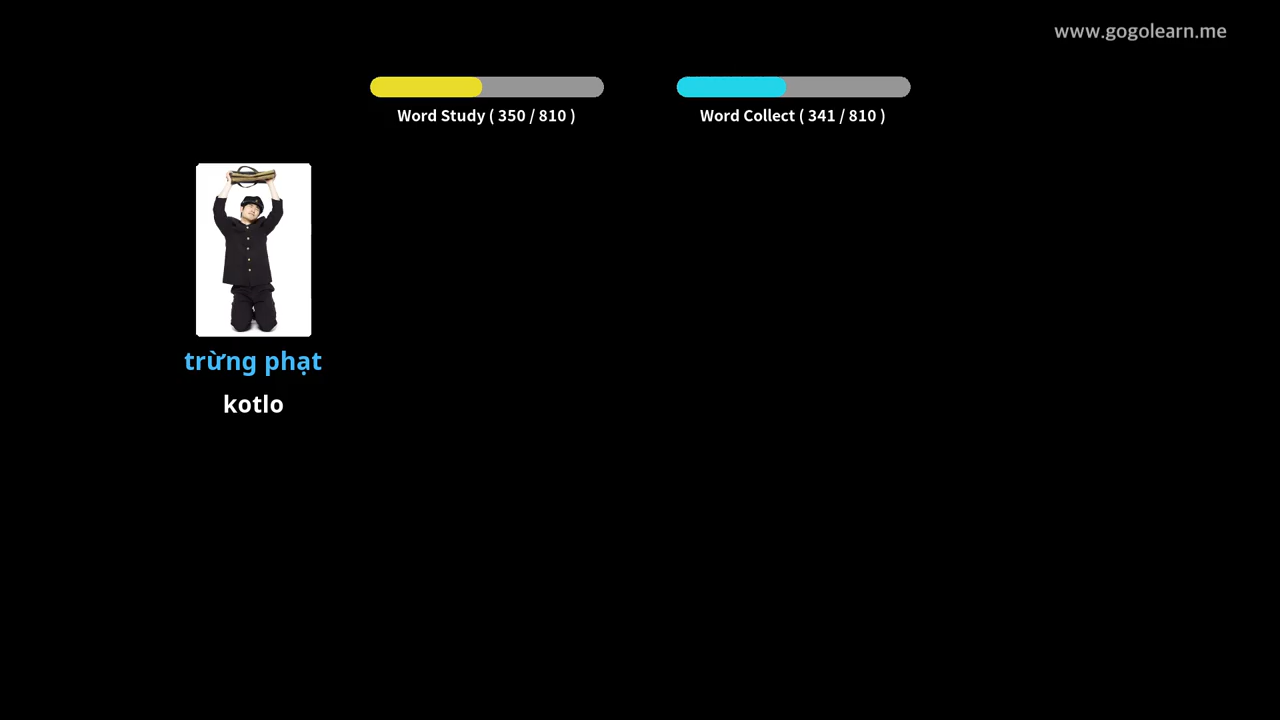 www.gogolearn.me
Word Study ( 350 / 810 )
Word Collect ( 341 / 810 )
trừng phạt
kotlo